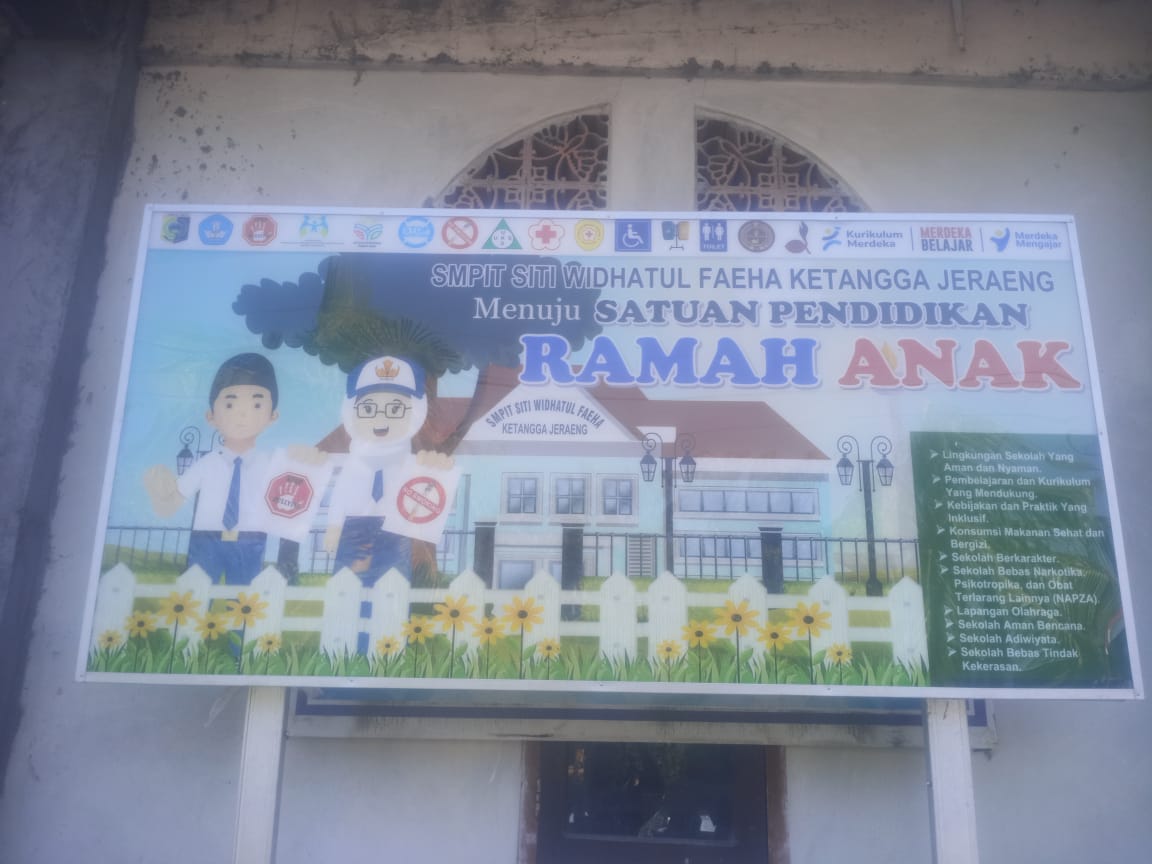 STOP
UKS
TOILET
Kurikulum
Merdeka
MERDEKA
BELAJAR
Merdeka
Mengajar
SMPIT SITI WIDHATUL FAEHA KETANGGA JERAENG
Menuju SATUAN PENDIDIKAN
RAMAH ANAK
SMPIT SITI WIDHATUL FAEHA
KETANGGA JERAENG
➤ Lingkungan Sekolah Yang
Aman dan Nyaman.
➤ Pembelajaran dan Kurikulum
Yang Mendukung.
➤ Kebijakan dan Praktik Yang
Inklusif.
➤ Konsumsi Makanan Sehat dan
Bergizi.
➤ Sekolah Berkarakter.
➤ Sekolah Bebas Narkotika,
Psikotropika, dan Obat
Terlarang Lainnya (NAPZA).
➤ Lapangan Olahraga.
➤ Sekolah Aman Bencana.
➤ Sekolah Adiwiyata.
➤ Sekolah Bebas Tindak
Kekerasan.